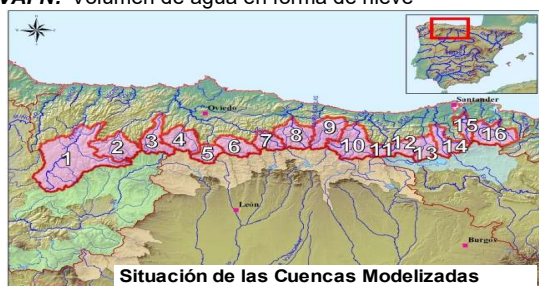 VAFN: Volumen de agua en forma de nieve
Santander
Oviedo
1
2
3
4
5
6
7
8
9
10
11
12
13
14
15
16
León
Burgos
Situación de las Cuencas Modelizadas